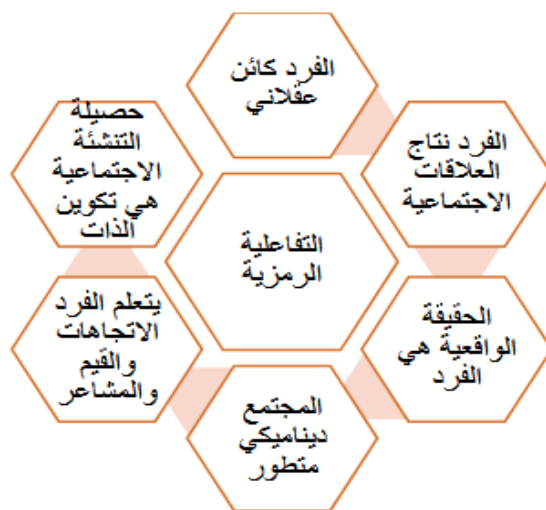 الفرد كائن
عقلاني
الفرد نتاج
العلاقات
الاجتماعية
الحقيقة
الواقعية هي
الفرد
المجتمع
ديناميكي
متطور
يتعلم الفرد
الاتجاهات
والقيم
والمشاعر
حصيلة
التنشئة
الاجتماعية
هي تكوين
الذات
التفاعلية
الرمزية